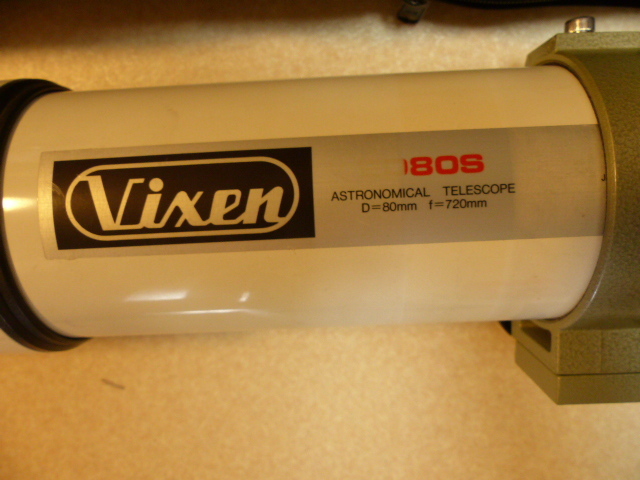 Vixen
80S
ASTRONOMICAL TELESCOPE
D=80mm f=720mm